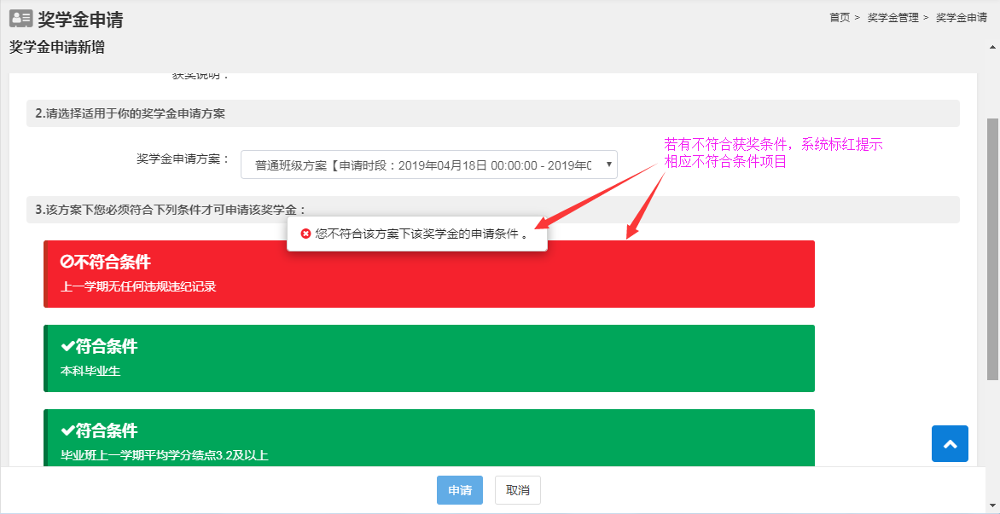 奖学金申请
首页 > 奖学金管理 > 奖学金申请
奖学金申请新增
获奖说明：
2.请选择适用于你的奖学金申请方案
若有不符合获奖条件，系统标红提示
相应不符合条件项目
奖学金申请方案： 普通班级方案【申请时段：2019年04月18日 00:00:00 - 2019年0
3.该方案下您必须符合下列条件才可申请该奖学金：
您不符合该方案下该奖学金的申请条件 。
不符合条件
上一学期无任何违规违纪记录
符合条件
本科毕业生
符合条件
毕业班上一学期平均学分绩点3.2及以上
申请 取消